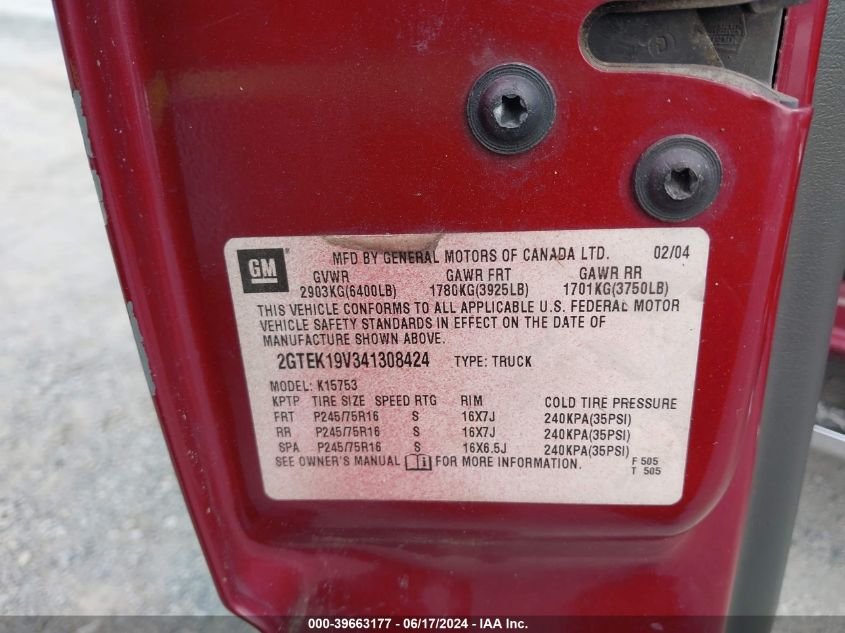 GM
MFD BY GENERAL MOTORS OF CANADA LTD. 02/04
GVWR GAWR FRT GAWR RR
2903KG(6400LB) 1780KG(3925LB) 1701KG(3750LB)
THIS VEHICLE CONFORMS TO ALL APPLICABLE U.S. FEDERAL MOTOR
VEHICLE SAFETY STANDARDS IN EFFECT ON THE DATE OF
MANUFACTURE SHOWN ABOVE.
2GTEK19V341308424 TYPE: TRUCK
MODEL: K15753
KPTP TIRE SIZE SPEED RTG RIM COLD TIRE PRESSURE
FRT P245/75R16 S 16X7J 240KPA(35PSI)
RR P245/75R16 S 16X7J 240KPA(35PSI)
SPA P245/75R16 S 16X6.5J 240KPA(35PSI)
SEE OWNER'S MANUAL i FOR MORE INFORMATION. F 505
T 505
000-39663177 - 06/17/2024 - IAA Inc.